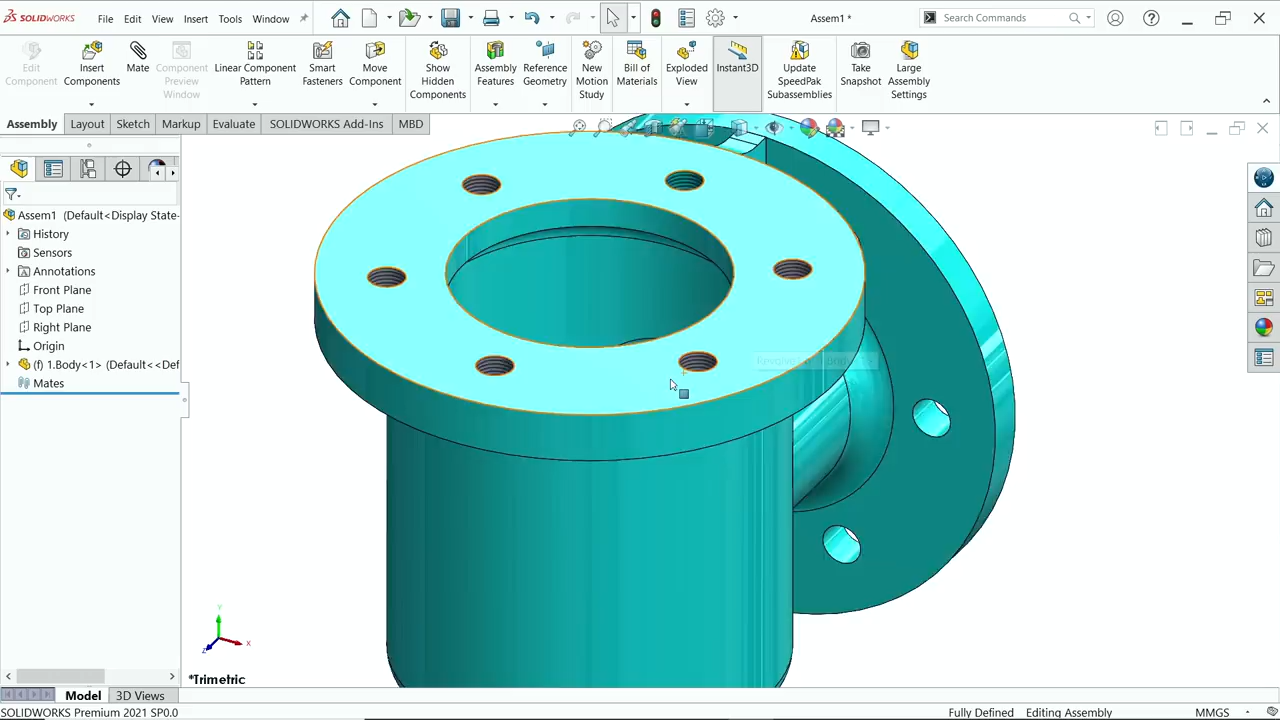 SOLIDWORKS
File Edit View Insert Tools Window
Assem1 *
Search Commands
Edit Component
Insert Components
Mate
Component Preview Window
Linear Component Pattern
Smart Fasteners
Move Component
Show Hidden Components
Assembly Features
Reference Geometry
New Motion Study
Bill of Materials
Exploded View
Instant3D
Update SpeedPak Subassemblies
Take Snapshot
Large Assembly Settings
Assembly Layout Sketch Markup Evaluate SOLIDWORKS Add-Ins MBD
Assem1 (Default<Display State-
History
Sensors
Annotations
Front Plane
Top Plane
Right Plane
Origin
(f) 1.Body<1> (Default<<Def
Mates
Y
X
Z
*Trimetric
Model 3D Views
SOLIDWORKS Premium 2021 SP0.0
Fully Defined Editing Assembly MMGS